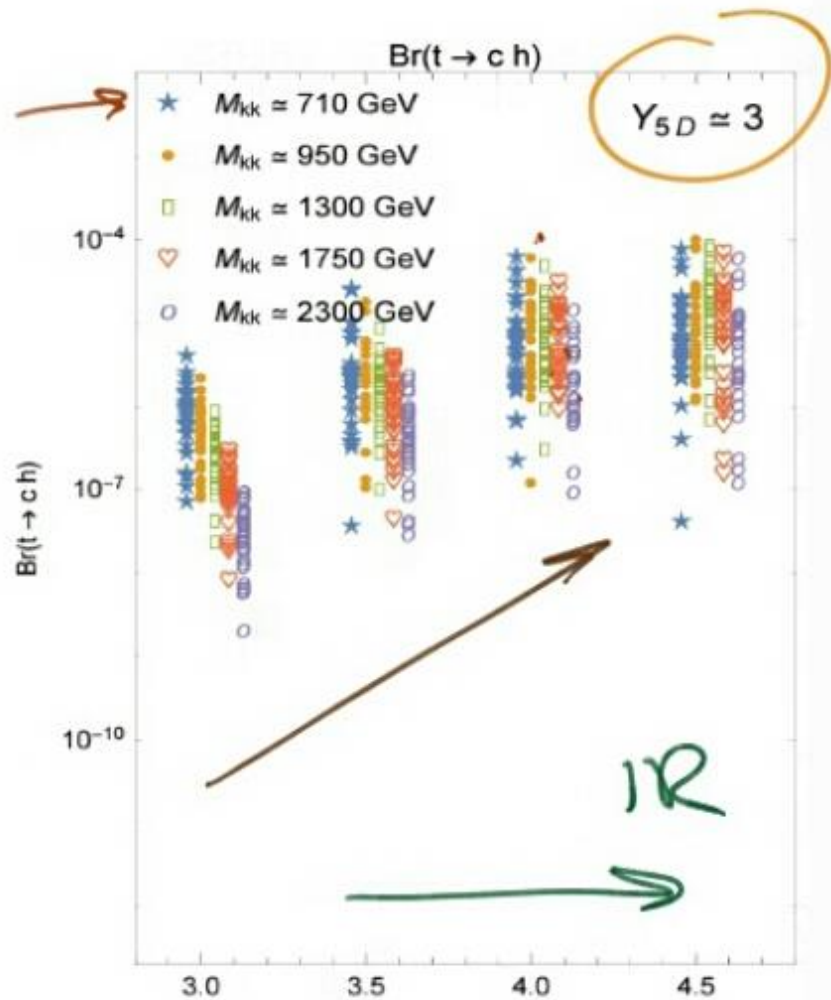 Br(t → c h)
M_kk ≃ 710 GeV
Y_5D ≃ 3
M_kk ≃ 950 GeV
M_kk ≃ 1300 GeV
M_kk ≃ 1750 GeV
M_kk ≃ 2300 GeV
10^-4
10^-7
10^-10
Br(t → c h)
IR
3.0 3.5 4.0 4.5